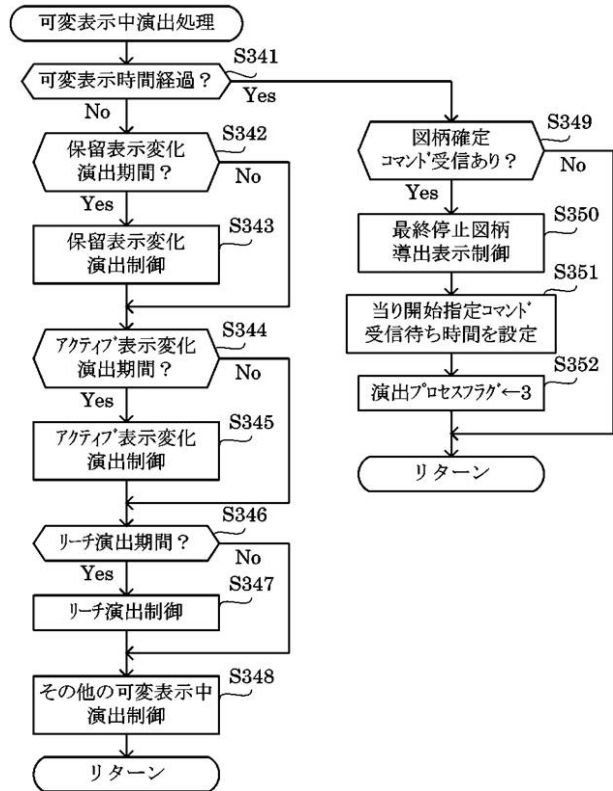 可変表示中演出処理
S341
可変表示時間経過?
Yes
No
S342
保留表示変化
演出期間?
No
Yes
S343
保留表示変化
演出制御
S344
アクティブ表示変化
演出期間?
No
Yes
S345
アクティブ表示変化
演出制御
S346
リーチ演出期間?
No
Yes
S347
リーチ演出制御
S348
その他の可変表示中
演出制御
リターン
S349
図柄確定
コマンド受信あり?
No
Yes
S350
最終停止図柄
導出表示制御
S351
当り開始指定コマンド
受信待ち時間を設定
S352
演出プロセスフラグ←3
リターン